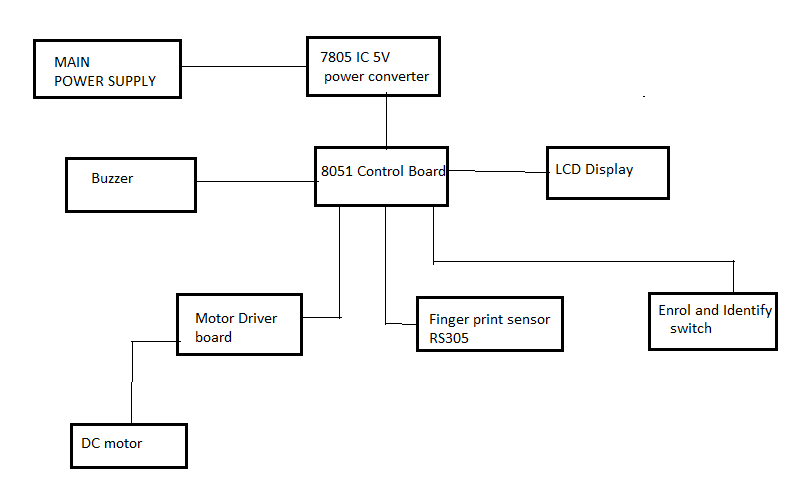 MAIN
POWER SUPPLY
7805 IC 5V
power converter
Buzzer
8051 Control Board
LCD Display
Motor Driver
board
Finger print sensor
RS305
Enrol and Identify
switch
DC motor